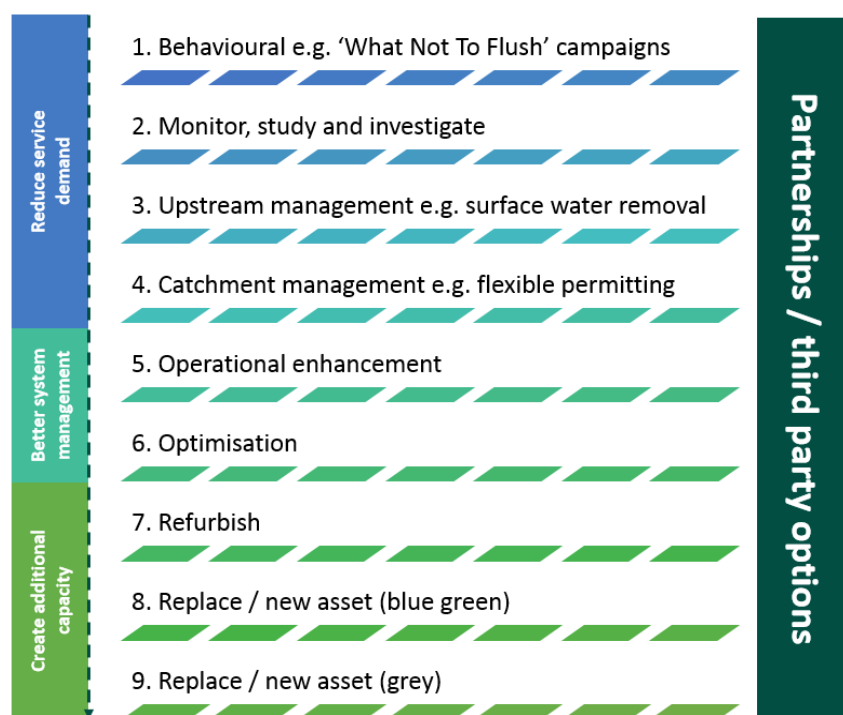 Reduce service
demand
Better system
management
Create additional
capacity
1. Behavioural e.g. ‘What Not To Flush’ campaigns
2. Monitor, study and investigate
3. Upstream management e.g. surface water removal
4. Catchment management e.g. flexible permitting
5. Operational enhancement
6. Optimisation
7. Refurbish
8. Replace / new asset (blue green)
9. Replace / new asset (grey)
Partnerships / third party options